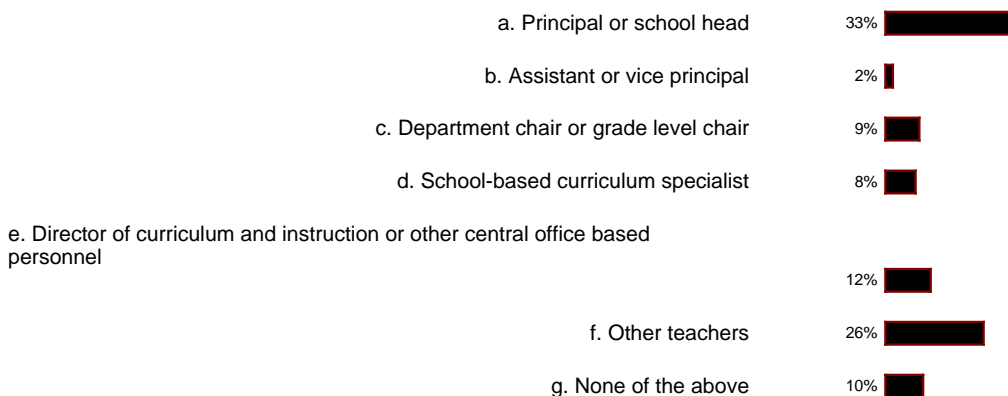 a. Principal or school head 33%
b. Assistant or vice principal 2%
c. Department chair or grade level chair 9%
d. School-based curriculum specialist 8%
e. Director of curriculum and instruction or other central office based
personnel
12%
f. Other teachers 26%
g. None of the above 10%